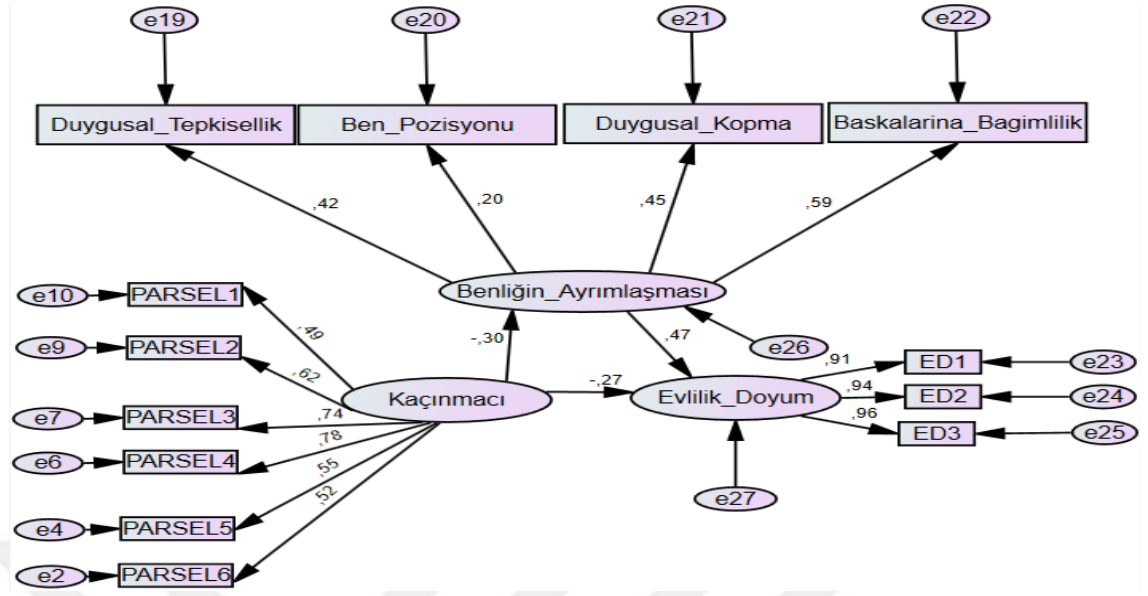 e19
e20
e21
e22
Duygusal_Tepkisellik
Ben_Pozisyonu
Duygusal_Kopma
Baskalarina_Bagimlilik
,42
,20
,45
,59
Benliğin_Ayrımlaşması
e10
PARSEL1
,49
-,30
,47
e26
e9
PARSEL2
,62
,91
ED1
e23
Kaçınmacı
-,27
Evlilik_Doyum
,94
ED2
e24
e7
PARSEL3
,74
,96
ED3
e25
e6
PARSEL4
,78
,55
,52
e27
e4
PARSEL5
e2
PARSEL6